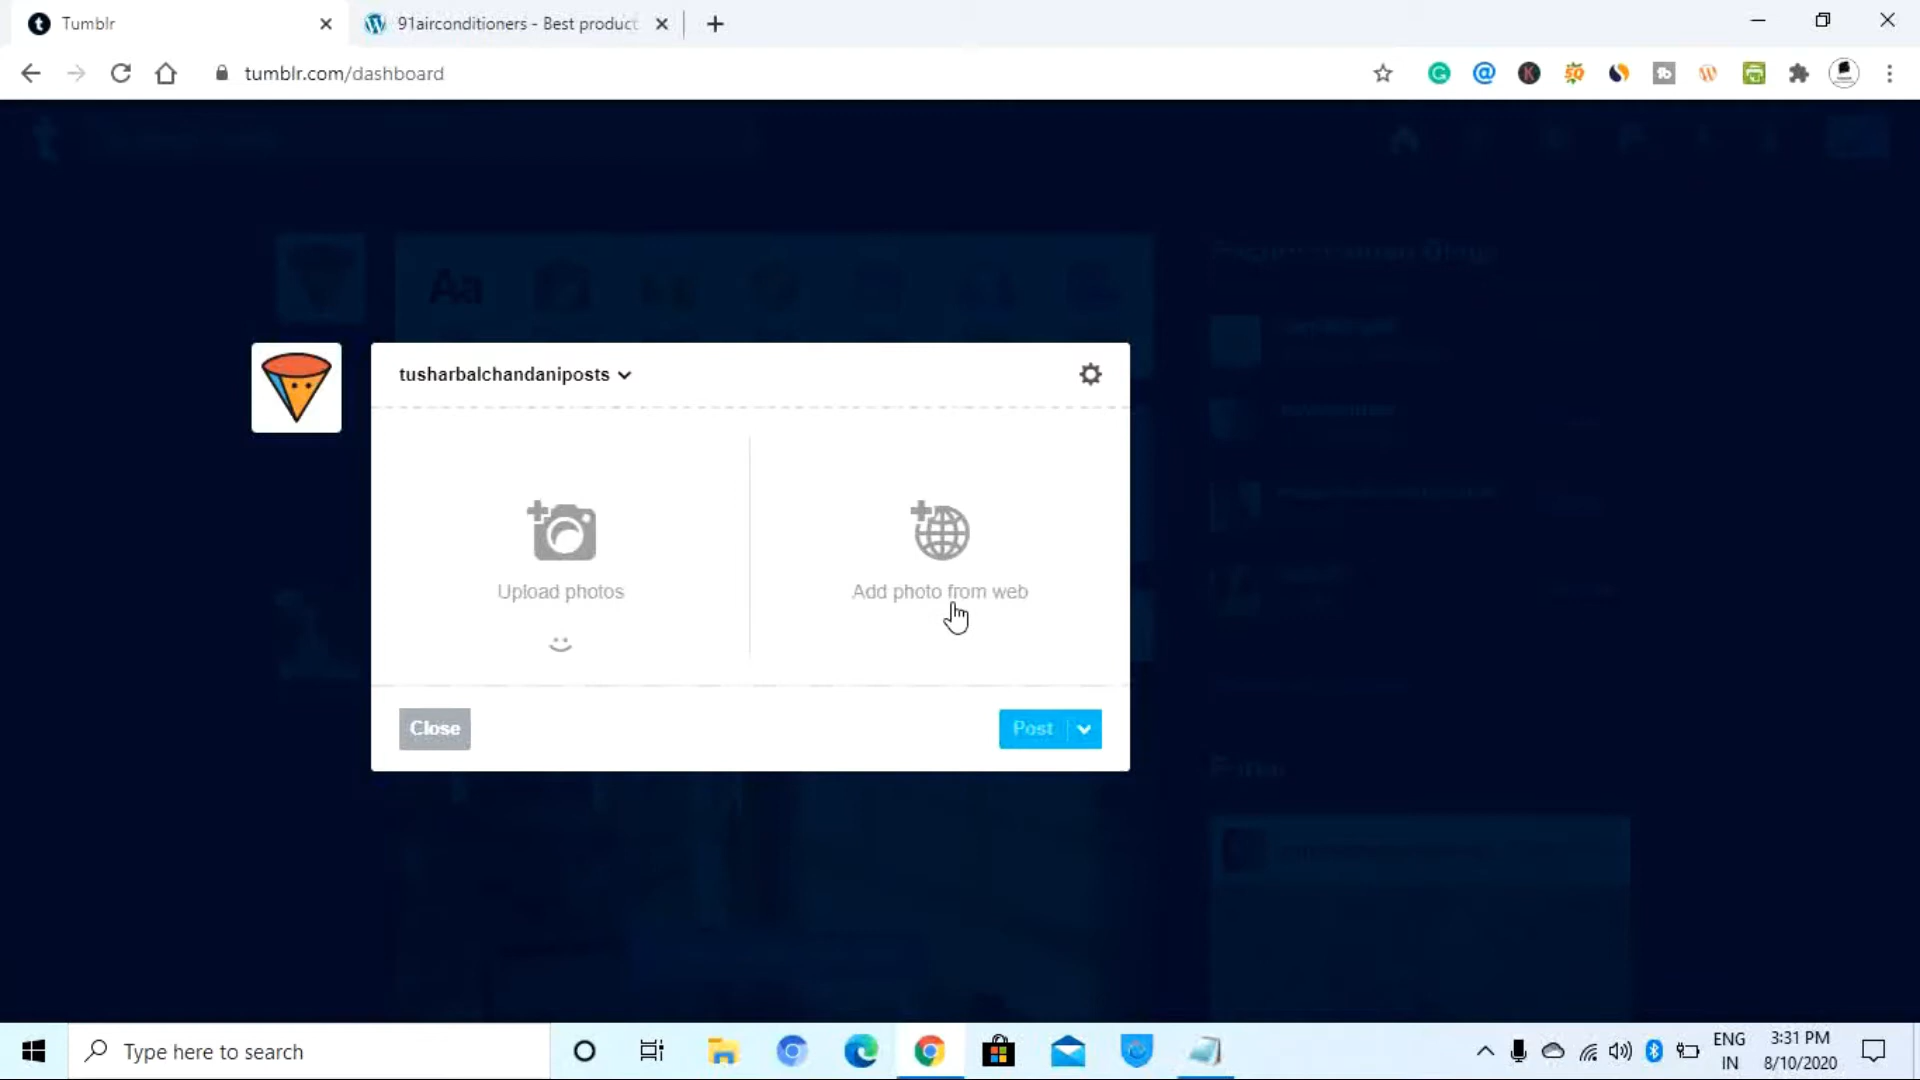 Tumblr
91airconditioners - Best product
tumblr.com/dashboard
Aa
tusharbalchandaniposts
Upload photos
Add photo from web
Close
Post
Type here to search
ENG
IN
3:31 PM
8/10/2020